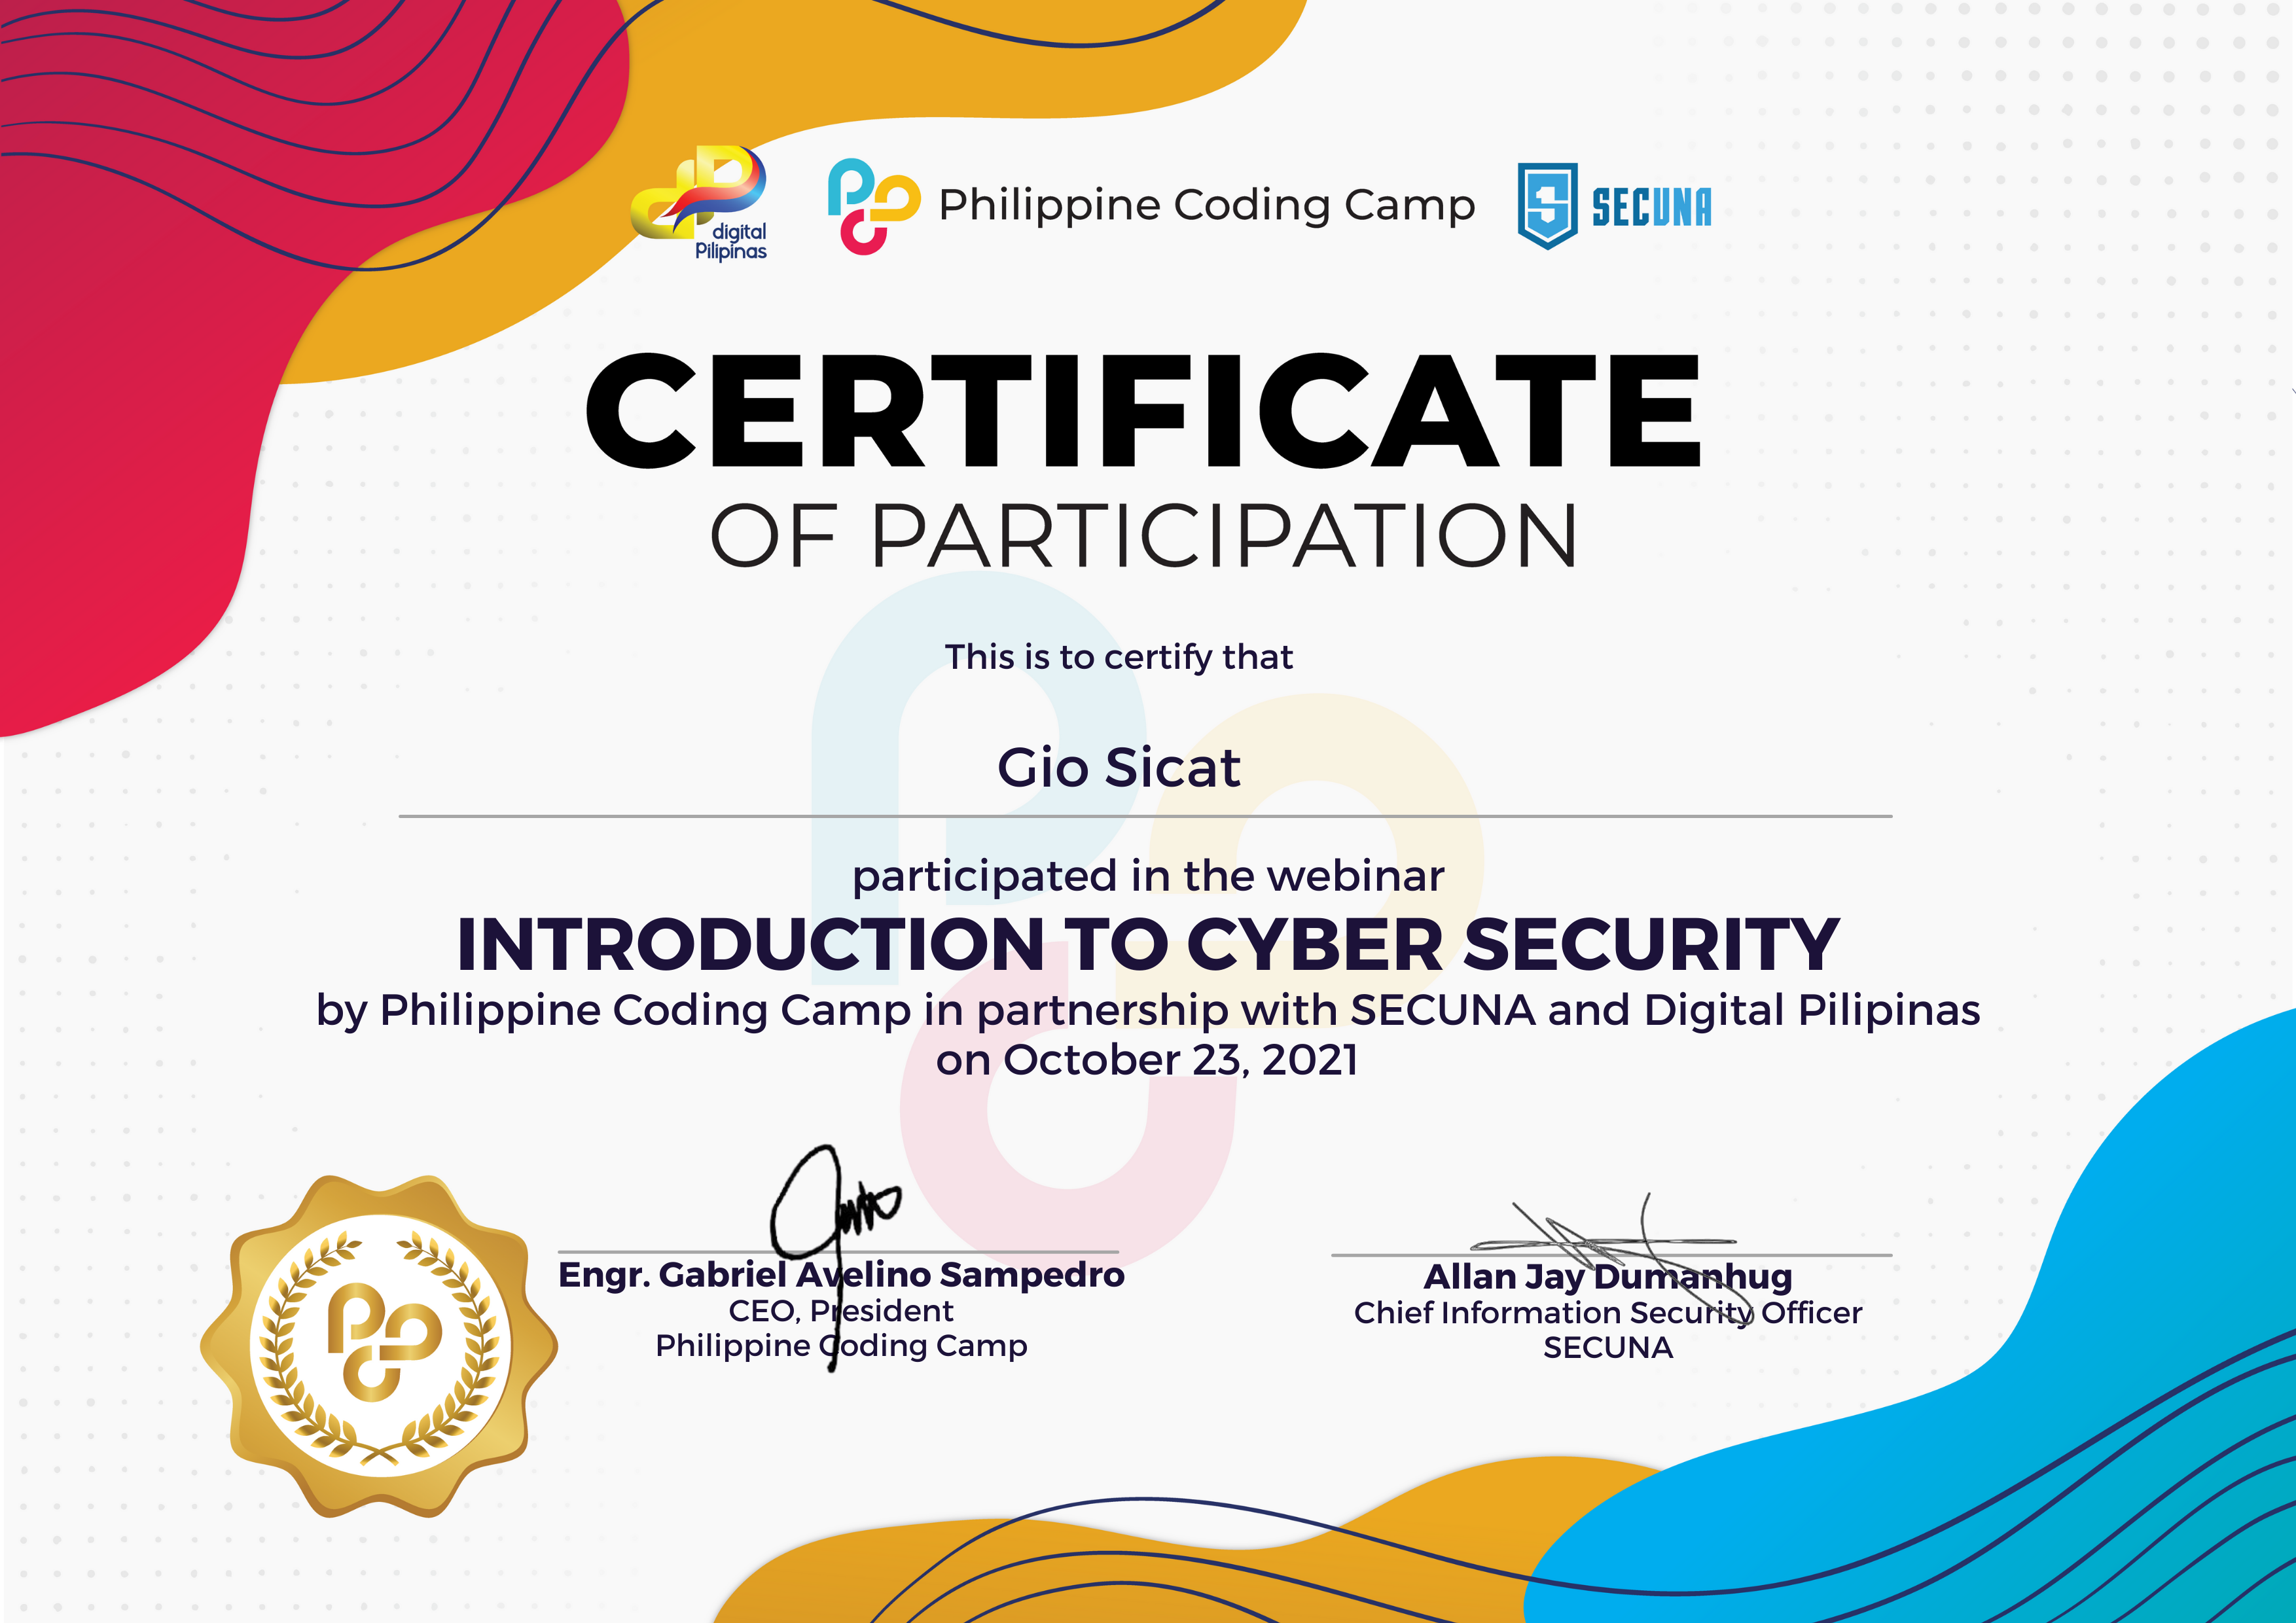 digital
Pilipinas
Philippine Coding Camp
SECUNA
CERTIFICATE
OF PARTICIPATION
This is to certify that
Gio Sicat
participated in the webinar
INTRODUCTION TO CYBER SECURITY
by Philippine Coding Camp in partnership with SECUNA and Digital Pilipinas
on October 23, 2021
Engr. Gabriel Avelino Sampedro
CEO, President
Philippine Coding Camp
Allan Jay Dumanhug
Chief Information Security Officer
SECUNA